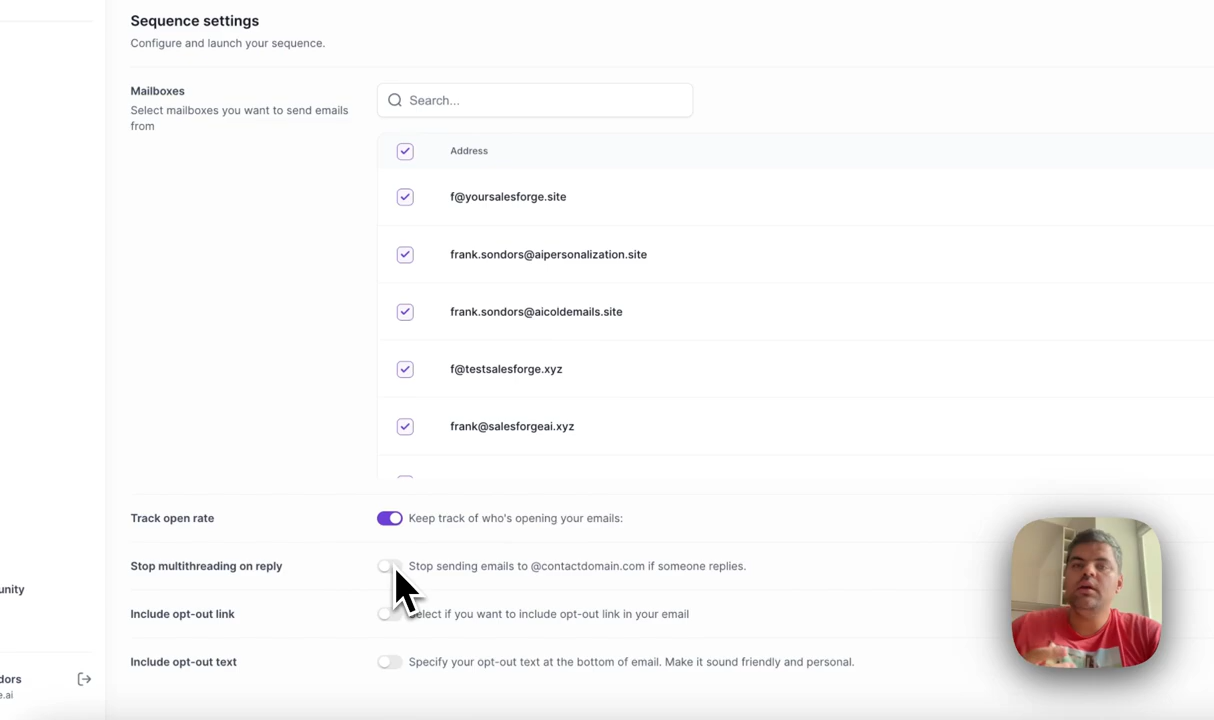 Sequence settings
Configure and launch your sequence.
Mailboxes
Select mailboxes you want to send emails
from
Search...
Address
f@yoursalesforge.site
frank.sondors@aipersonalization.site
frank.sondors@aicoldemails.site
f@testsalesforge.xyz
frank@salesforgeai.xyz
Track open rate
Keep track of who's opening your emails:
Stop multithreading on reply
Stop sending emails to @contactdomain.com if someone replies.
Include opt-out link
elect if you want to include opt-out link in your email
Include opt-out text
Specify your opt-out text at the bottom of email. Make it sound friendly and personal.
unity
dors
e.ai